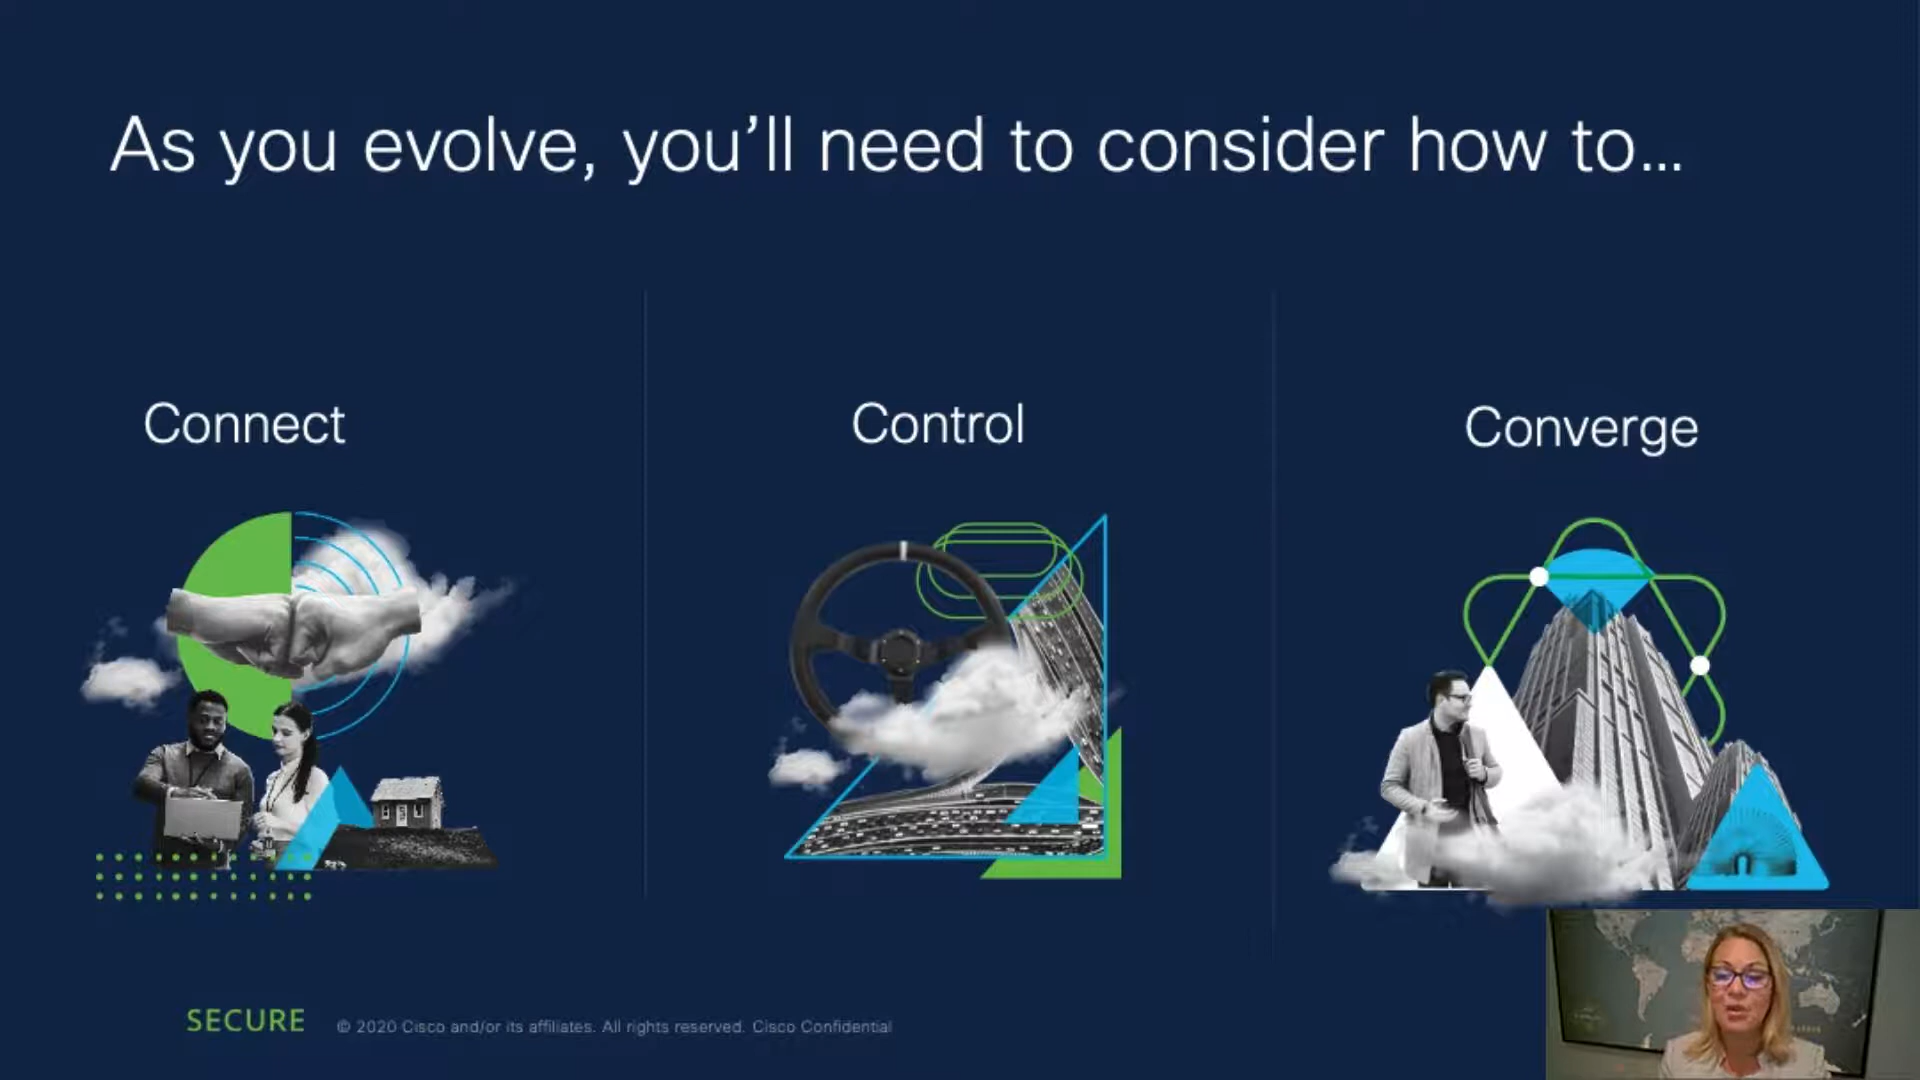 As you evolve, you’ll need to consider how to...
Connect
Control
Converge
SECURE
© 2020 Cisco and/or its affiliates. All rights reserved. Cisco Confidential